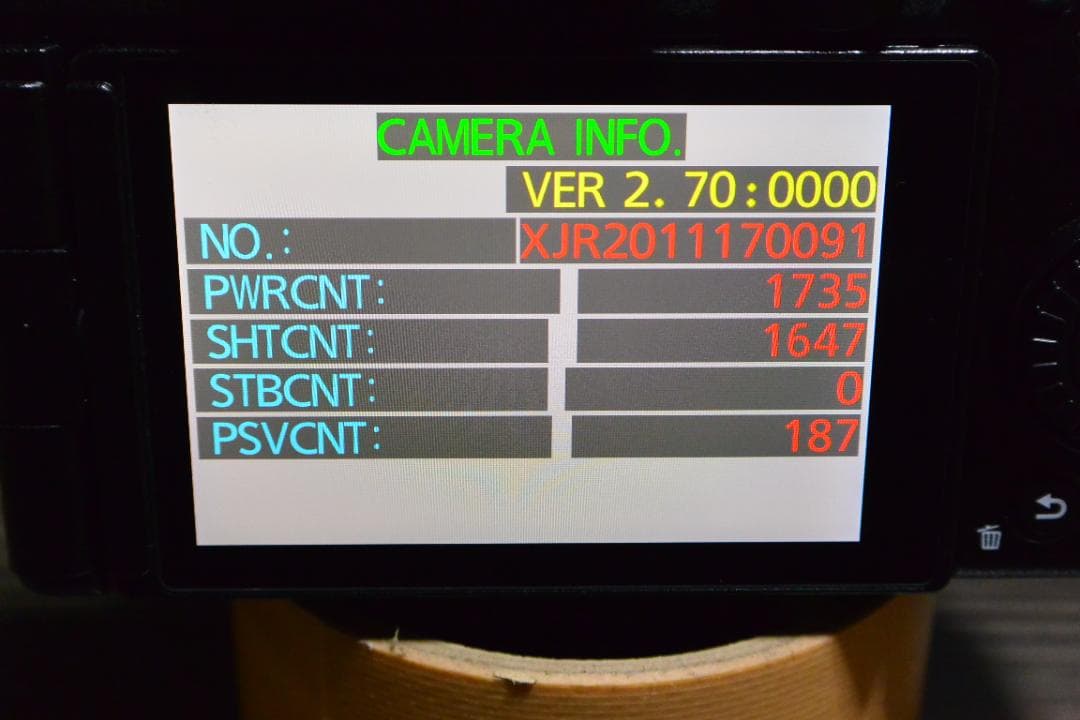 CAMERA INFO.
VER 2. 70:0000
NO.: XJR2011170091
PWRCNT: 1735
SHTCNT: 1647
STBCNT: 0
PSVCNT: 187